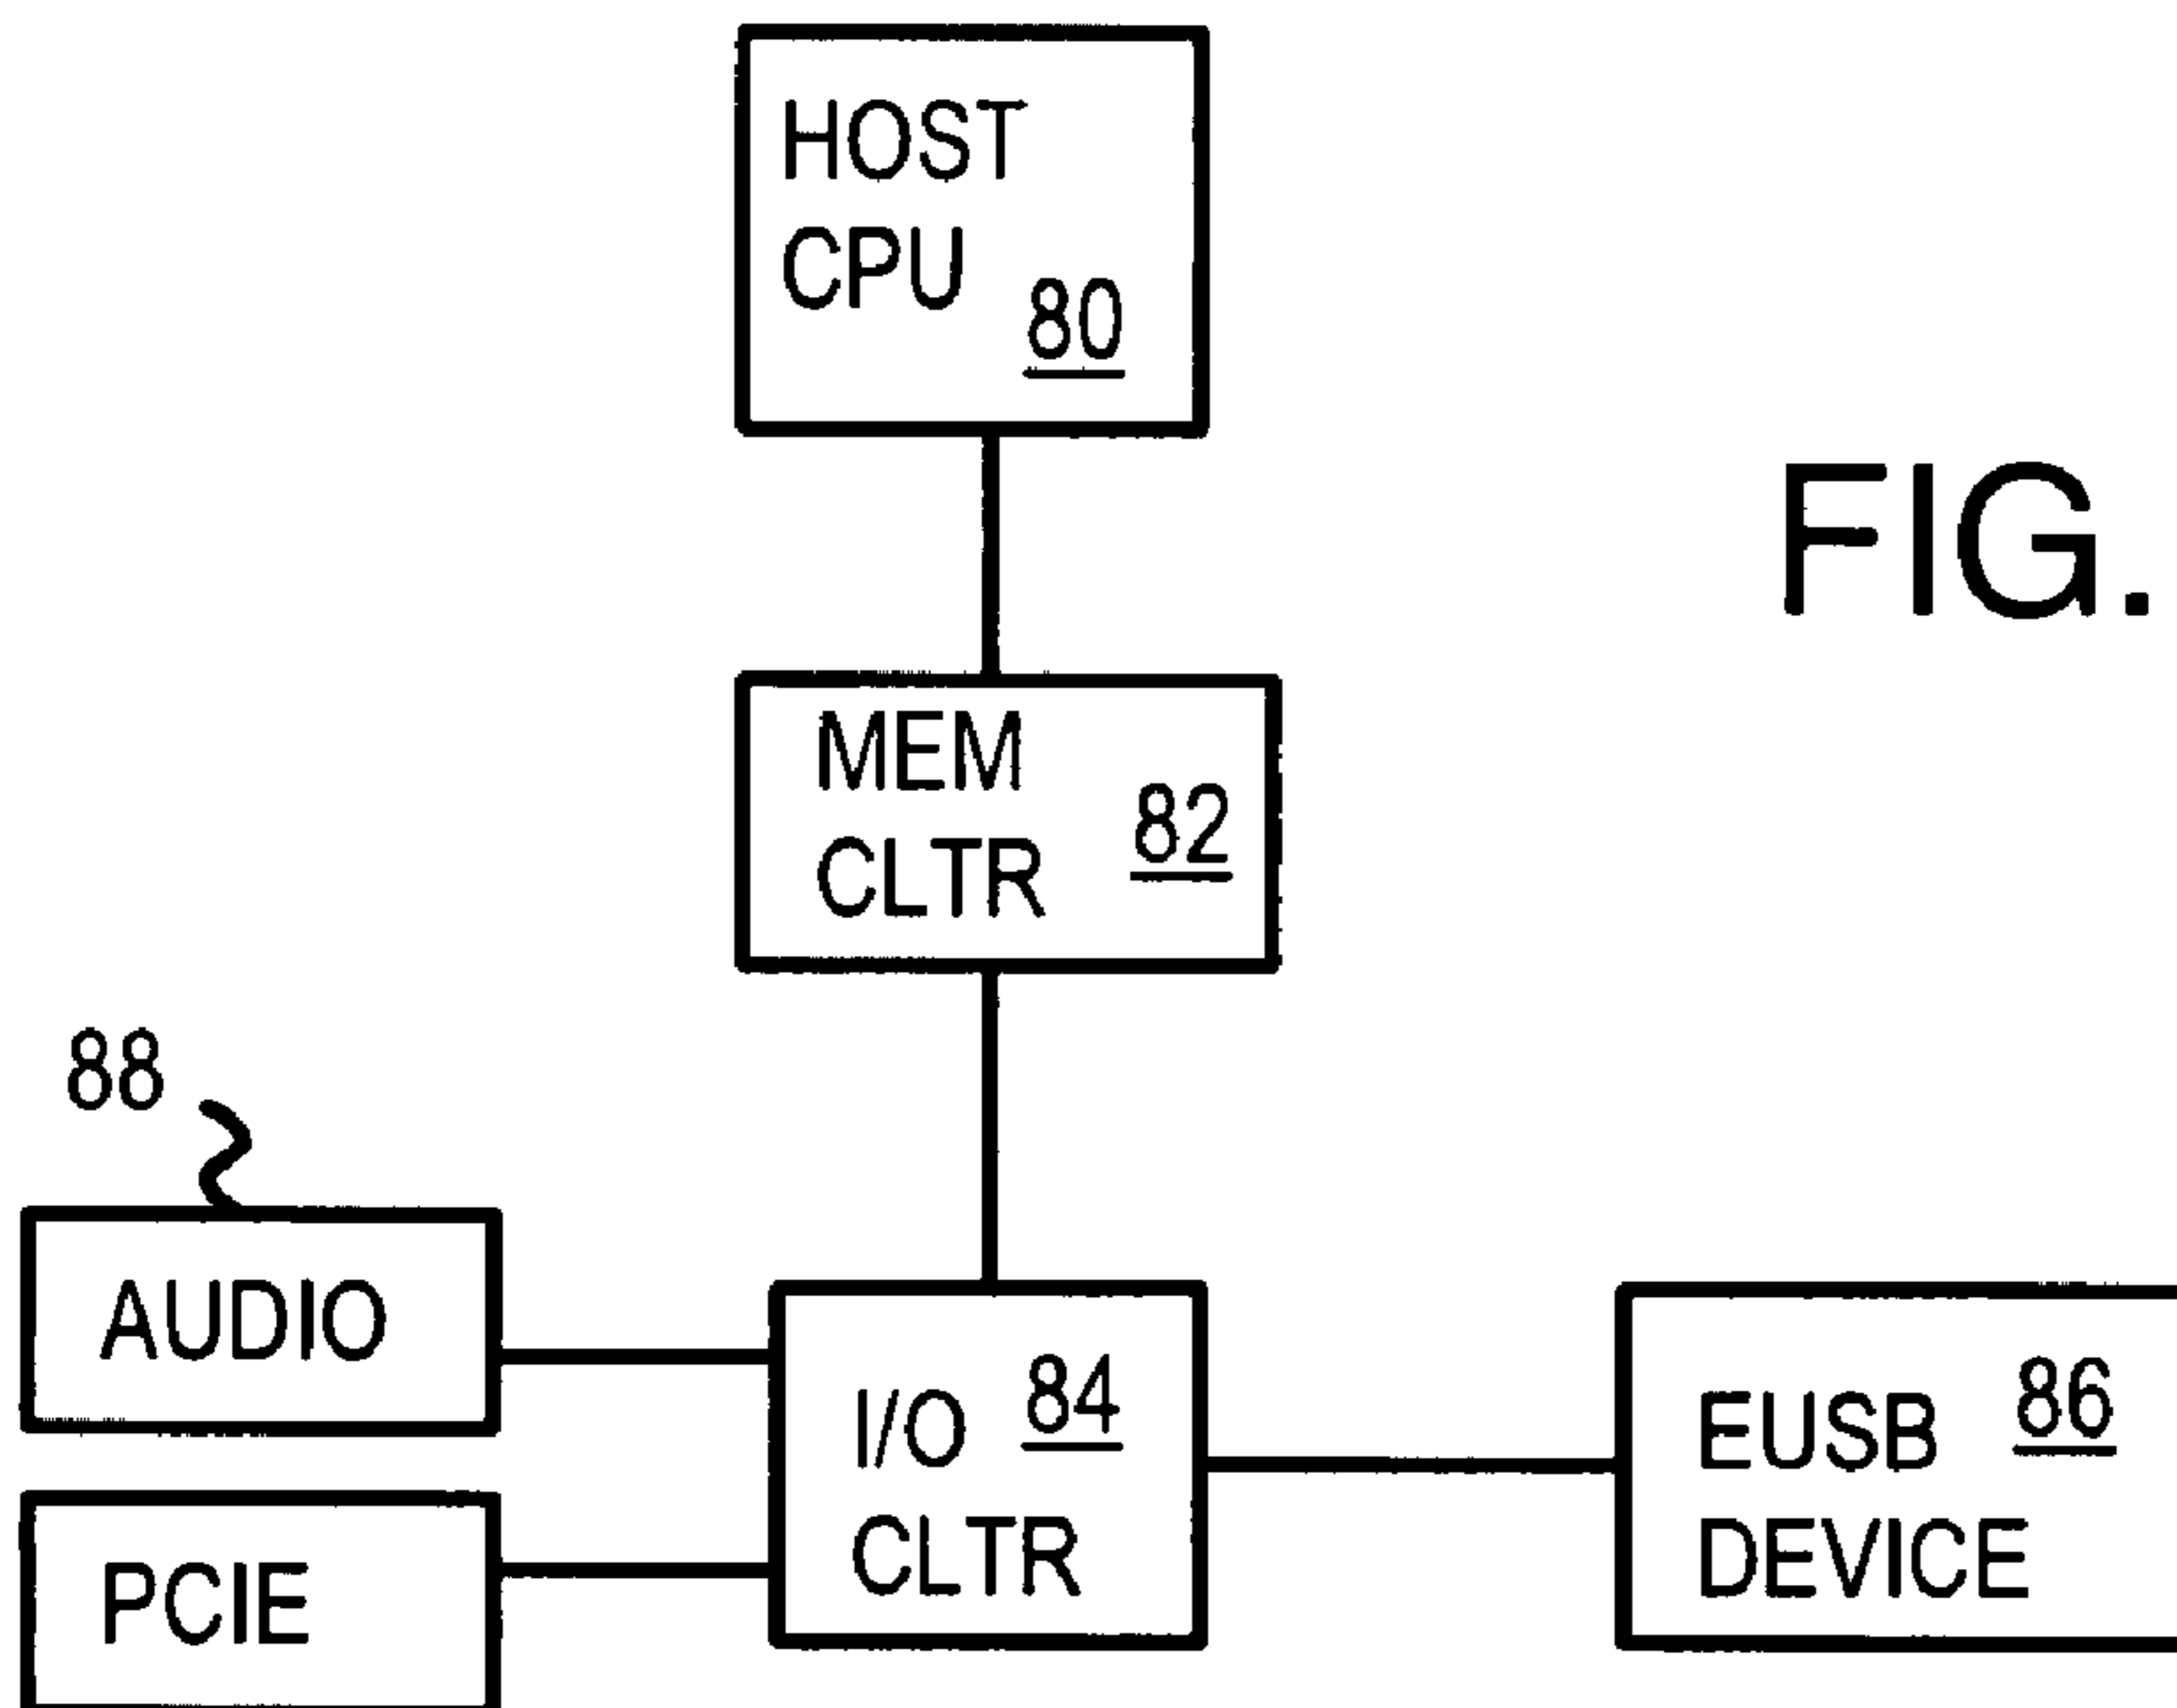 HOST
CPU
80
FIG.
MEM
CLTR
82
88
AUDIO
I/O
84
CLTR
EUSB
86
DEVICE
PCIE